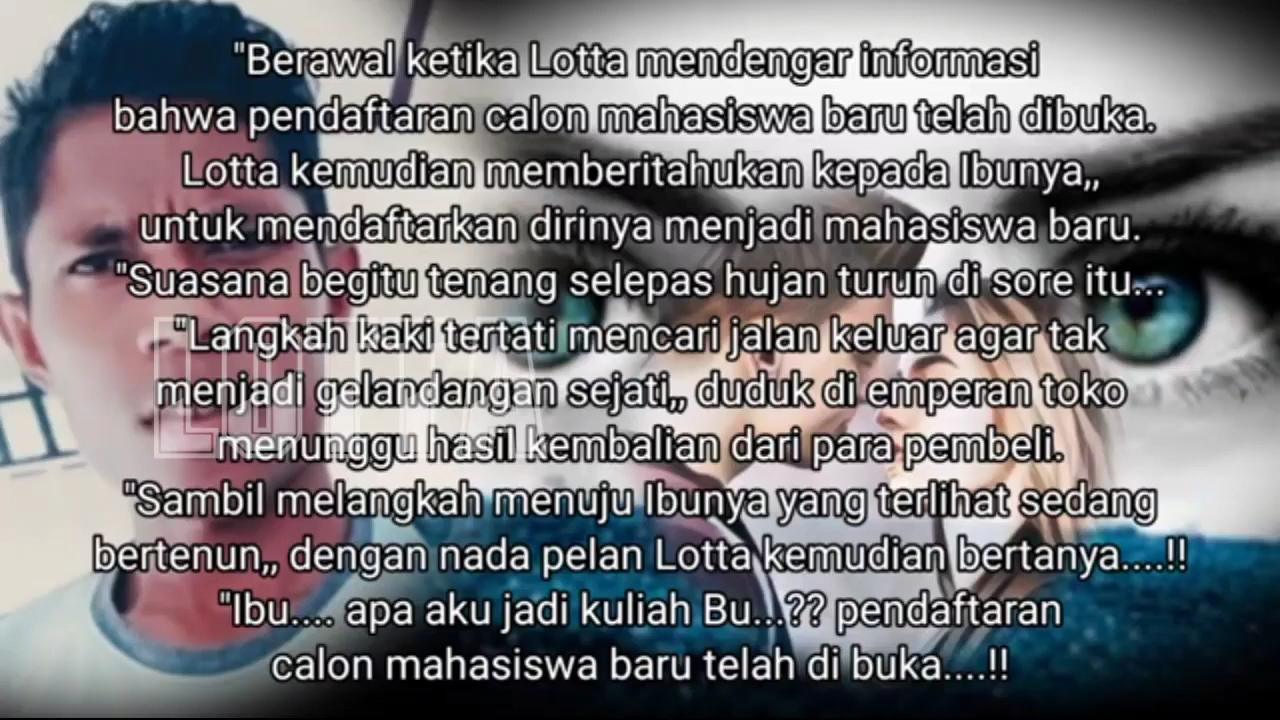 "Berawal ketika Lotta mendengar informasi
bahwa pendaftaran calon mahasiswa baru telah dibuka.
Lotta kemudian memberitahukan kepada Ibunya,,
untuk mendaftarkan dirinya menjadi mahasiswa baru.
"Suasana begitu tenang selepas hujan turun di sore itu...
"Langkah kaki tertati mencari jalan keluar agar tak
menjadi gelandangan sejati,, duduk di emperan toko
menunggu hasil kembalian dari para pembeli.
"Sambil melangkah menuju Ibunya yang terlihat sedang
bertenun,, dengan nada pelan Lotta kemudian bertanya....!!
"Ibu.... apa aku jadi kuliah Bu...?? pendaftaran
calon mahasiswa baru telah di buka....!!
LOTTA